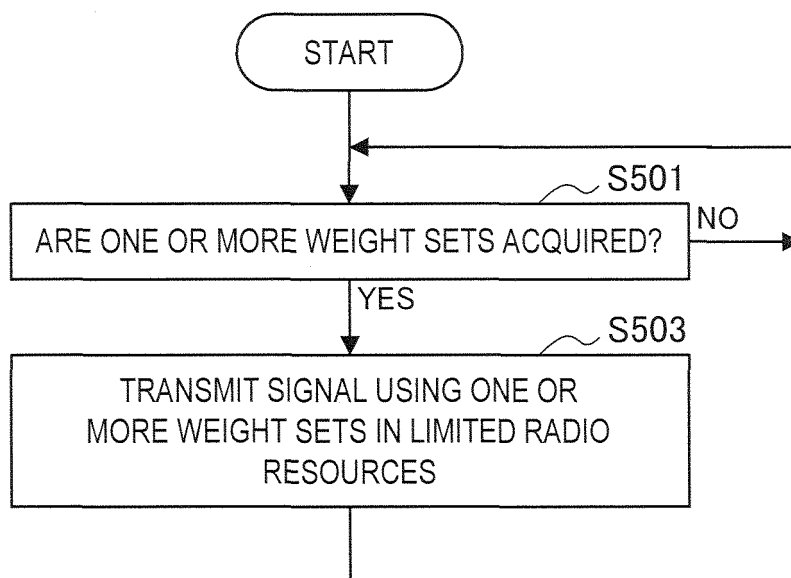 START
S501
ARE ONE OR MORE WEIGHT SETS ACQUIRED?
NO
YES
S503
TRANSMIT SIGNAL USING ONE OR
MORE WEIGHT SETS IN LIMITED RADIO
RESOURCES